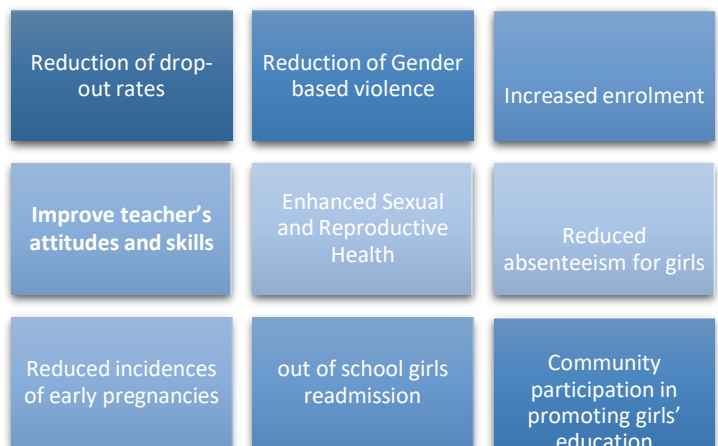 Reduction of drop-
out rates
Reduction of Gender
based violence
Increased enrolment
Improve teacher's
attitudes and skills
Enhanced Sexual
and Reproductive
Health
Reduced
absenteeism for girls
Reduced incidences
of early pregnancies
out of school girls
readmission
Community
participation in
promoting girls'
education